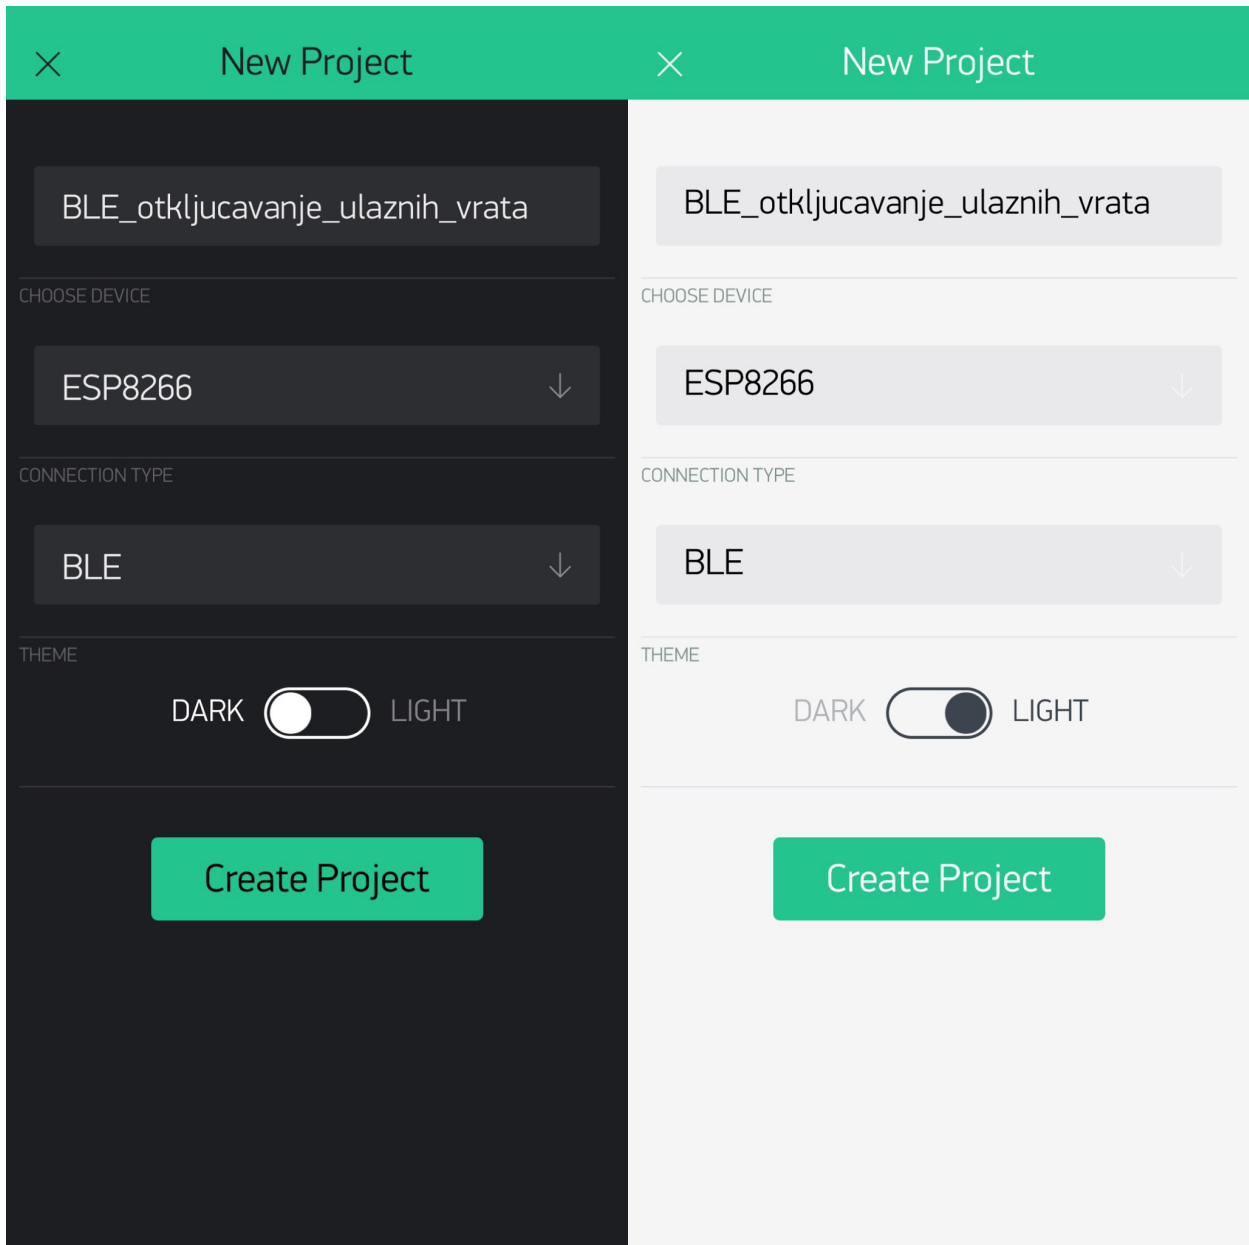 New Project
BLE_otkljucavanje_ulaznih_vrata
CHOOSE DEVICE
ESP8266
CONNECTION TYPE
BLE
THEME
DARK LIGHT
Create Project
New Project
BLE_otkljucavanje_ulaznih_vrata
CHOOSE DEVICE
ESP8266
CONNECTION TYPE
BLE
THEME
DARK LIGHT
Create Project